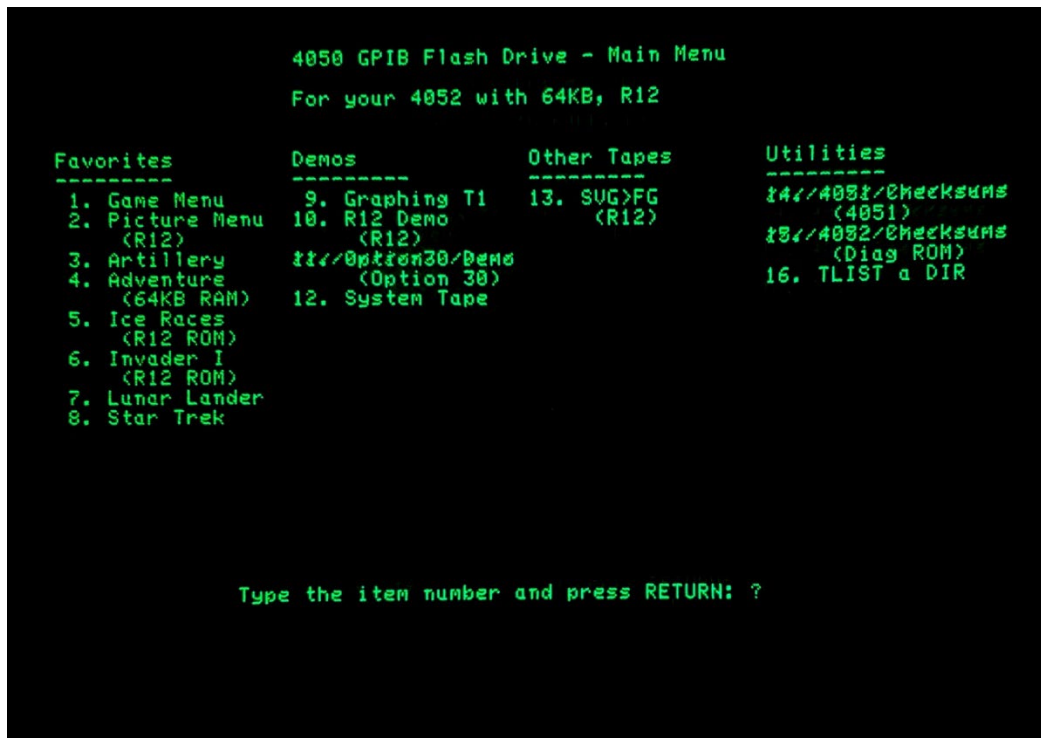 4050 GPIB Flash Drive - Main Menu
For your 4052 with 64KB, R12
Favorites
---------
1. Game Menu
2. Picture Menu
(R12)
3. Artillery
4. Adventure
(64KB RAM)
5. Ice Races
(R12 ROM)
6. Invader I
(R12 ROM)
7. Lunar Lander
8. Star Trek
Demos
---------
9. Graphing T1
10. R12 Demo
(R12)
11. Option30 Demo
(Option 30)
12. System Tape
Other Tapes
---------
13. SVG>FG
(R12)
Utilities
---------
14. 4051 Checksums
(4051)
15. 4052 Checksums
(Diag ROM)
16. TLIST a DIR
Type the item number and press RETURN: ?